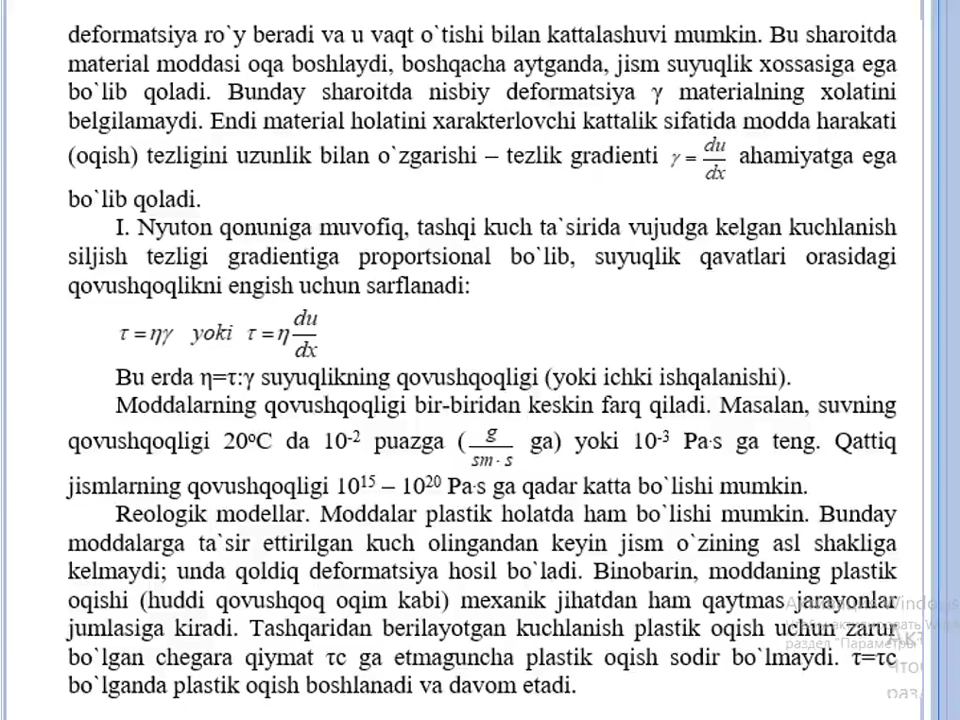 deformatsiya ro`y beradi va u vaqt o`tishi bilan kattalashuvi mumkin. Bu sharoitda
material moddasi oqa boshlaydi, boshqacha aytganda, jism suyuqlik xossasiga ega
bo`lib qoladi. Bunday sharoitda nisbiy deformatsiya γ materialning xolatini
belgilamaydi. Endi material holatini xarakterlovchi kattalik sifatida modda harakati
(oqish) tezligini uzunlik bilan o`zgarishi – tezlik gradienti γ = du/dx ahamiyatga ega
bo`lib qoladi.
I. Nyuton qonuniga muvofiq, tashqi kuch ta`sirida vujudga kelgan kuchlanish
siljish tezligi gradientiga proportsional bo`lib, suyuqlik qavatlari orasidagi
qovushqoqlikni engish uchun sarflanadi:
τ = ηγ yoki τ = η du/dx
Bu erda η=τ:γ suyuqlikning qovushqoqligi (yoki ichki ishqalanishi).
Moddalarning qovushqoqligi bir-biridan keskin farq qiladi. Masalan, suvning
qovushqoqligi 20°C da 10⁻² puazga (g/sm·s ga) yoki 10⁻³ Pa·s ga teng. Qattiq
jismlarning qovushqoqligi 10¹⁵ – 10²⁰ Pa·s ga qadar katta bo`lishi mumkin.
Reologik modellar. Moddalar plastik holatda ham bo`lishi mumkin. Bunday
moddalarga ta`sir ettirilgan kuch olingandan keyin jism o`zining asl shakliga
kelmaydi; unda qoldiq deformatsiya hosil bo`ladi. Binobarin, moddaning plastik
oqishi (huddi qovushqoq oqim kabi) mexanik jihatdan ham qaytmas jarayonlar
jumlasiga kiradi. Tashqaridan berilayotgan kuchlanish plastik oqish uchun zarur
bo`lgan chegara qiymat τc ga etmaguncha plastik oqish sodir bo`lmaydi. τ=τc
bo`lganda plastik oqish boshlanadi va davom etadi.
раздел "Параметры